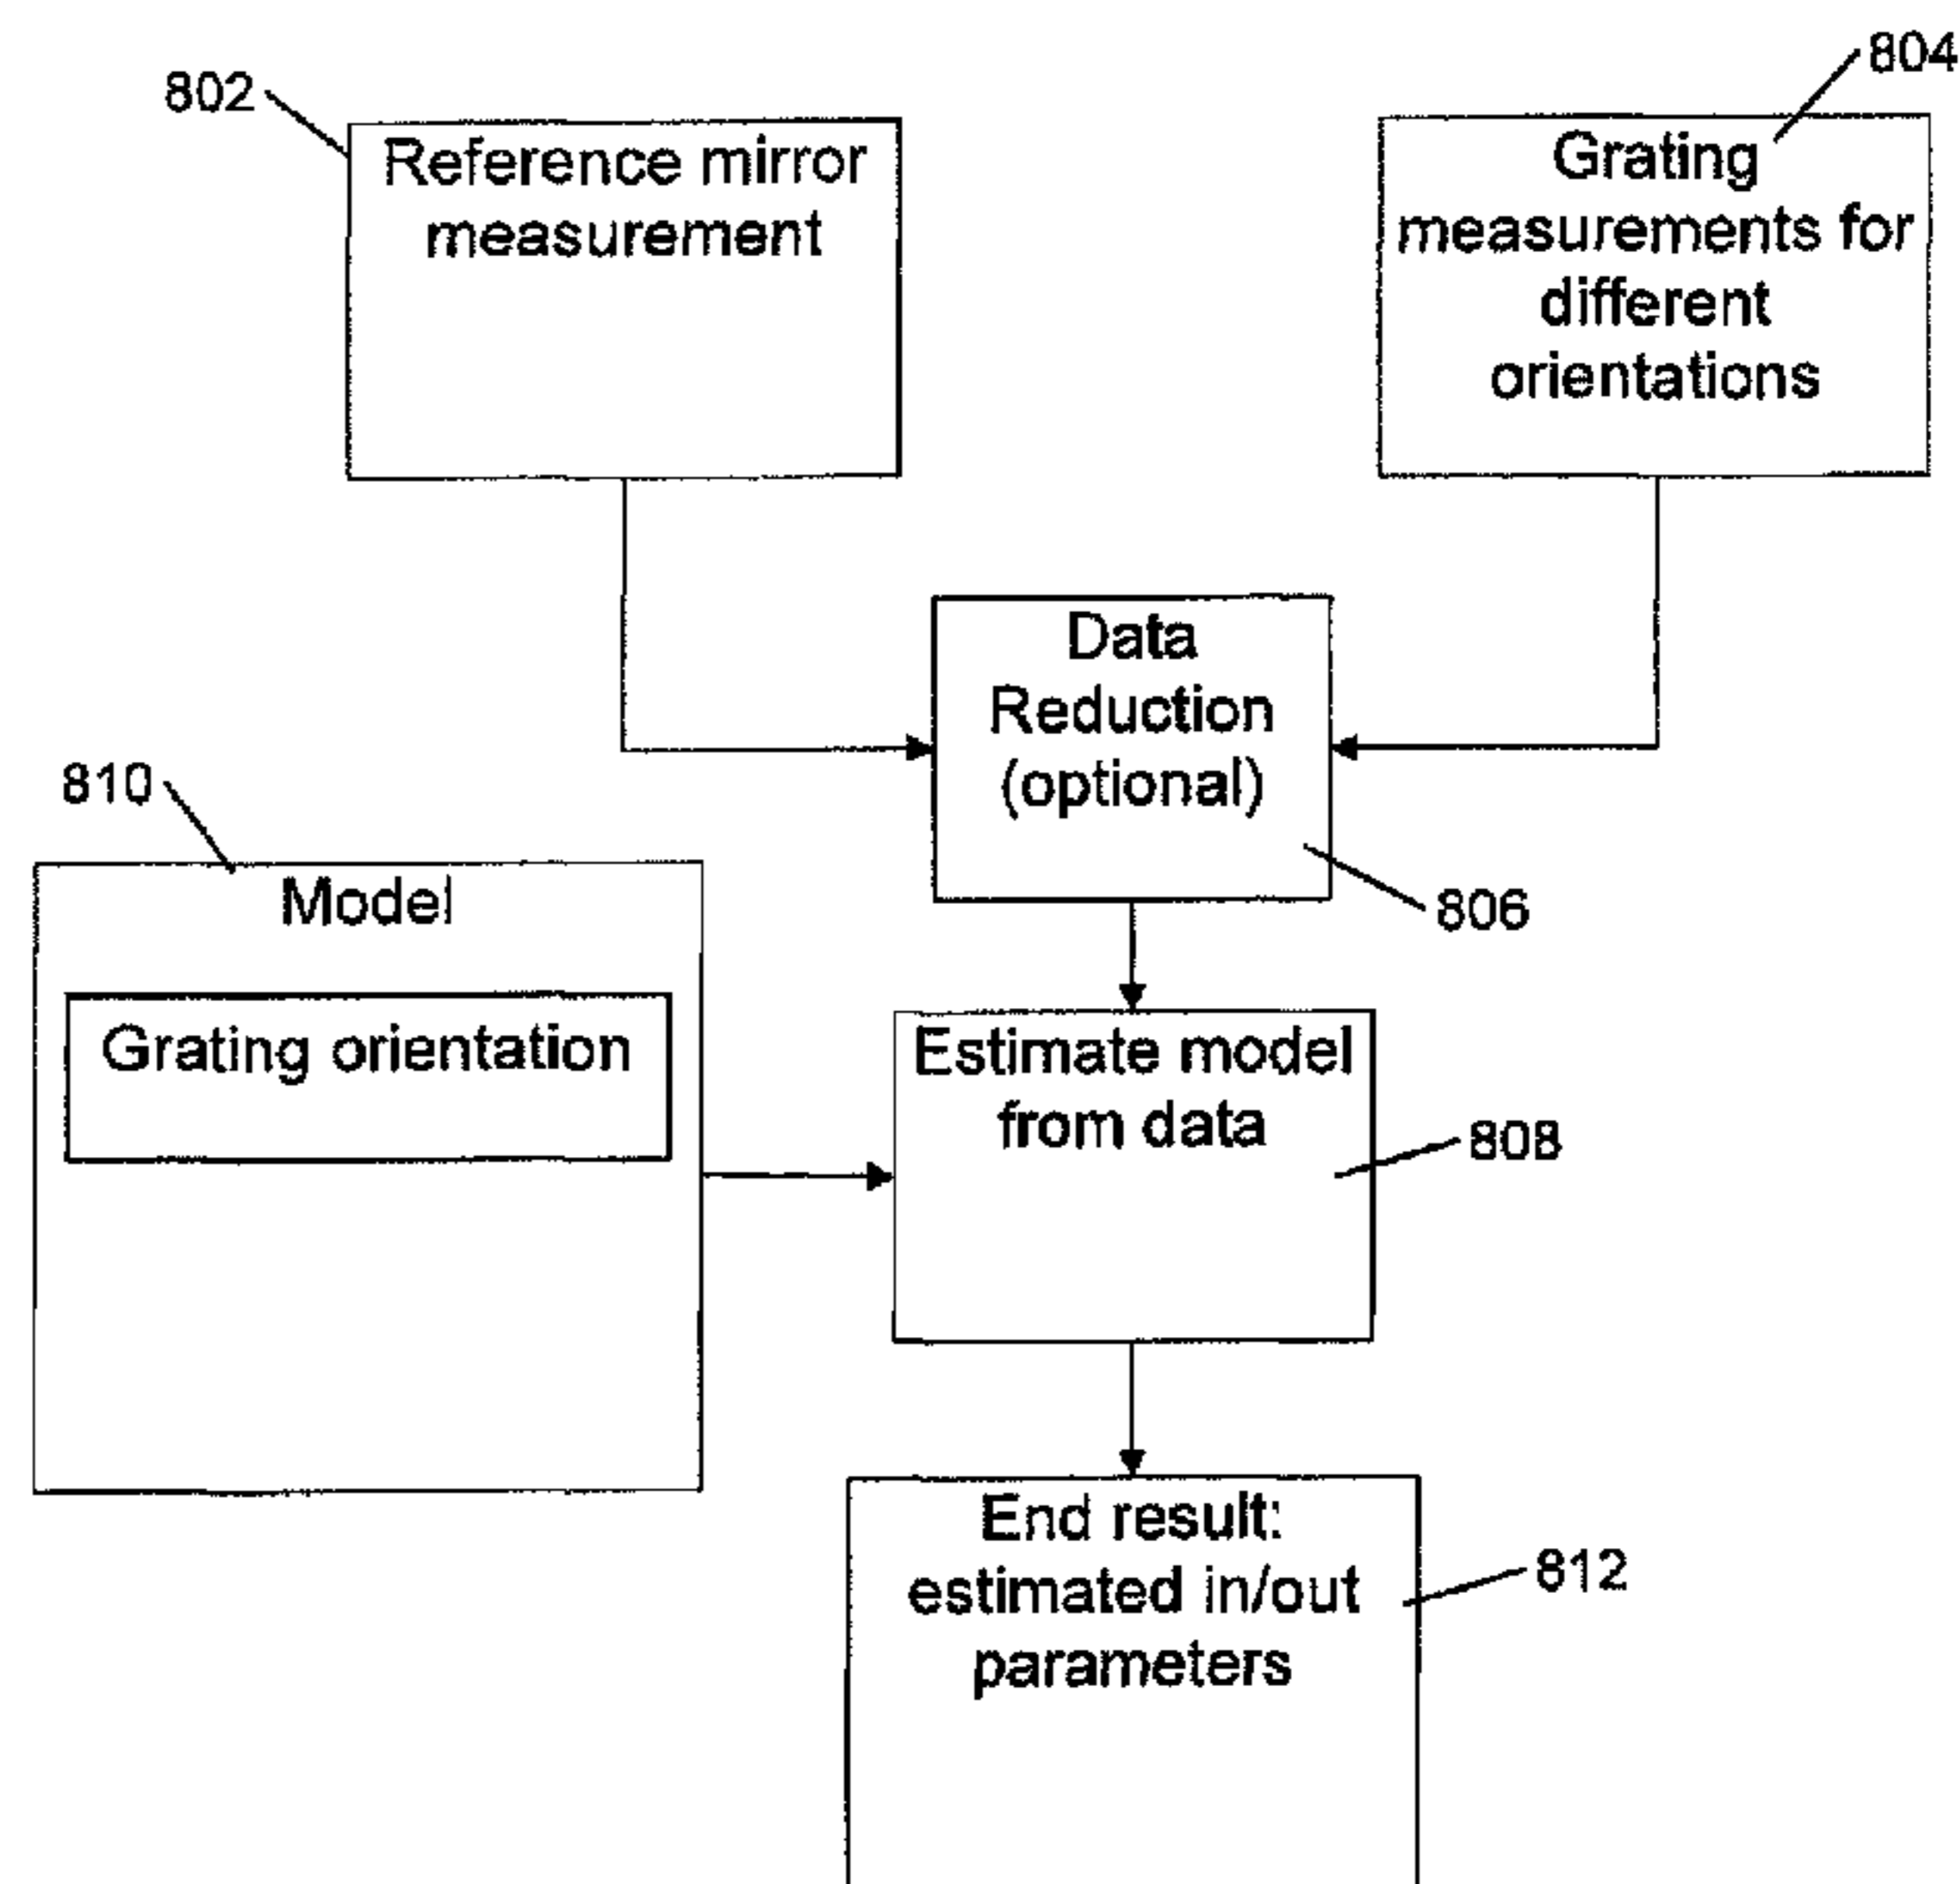 802
Reference mirror
measurement
804
Grating
measurements for
different
orientations
Data
Reduction
(optional)
806
810
Model
Grating orientation
Estimate model
from data
808
End result:
estimated in/out
parameters
812